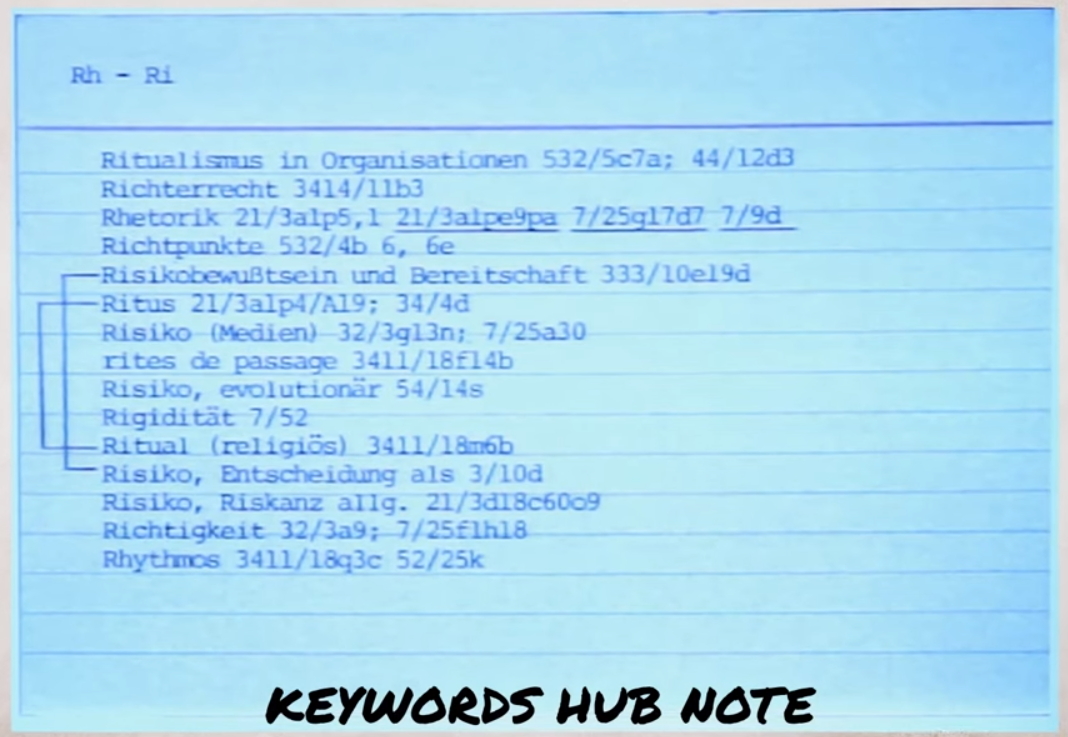 Rh - Ri
Ritualismus in Organisationen 532/5c7a; 44/12d3
Richterrecht 3414/11b3
Rhetorik 21/3a1p5,1 21/3a1pe9pa 7/25g17d7 7/9d
Richtpunkte 532/4b 6, 6e
Risikobewußtsein und Bereitschaft 333/10e19d
Ritus 21/3a1p4/A19; 34/4d
Risiko (Medien) 32/3g13n; 7/25a30
rites de passage 3411/18f14b
Risiko, evolutionär 54/14s
Rigidität 7/52
Ritual (religiös) 3411/18m6b
Risiko, Entscheidung als 3/10d
Risiko, Riskanz allg. 21/3d18c60o9
Richtigkeit 32/3a9; 7/25f1h18
Rhythmos 3411/18q3c 52/25k
KEYWORDS HUB NOTE